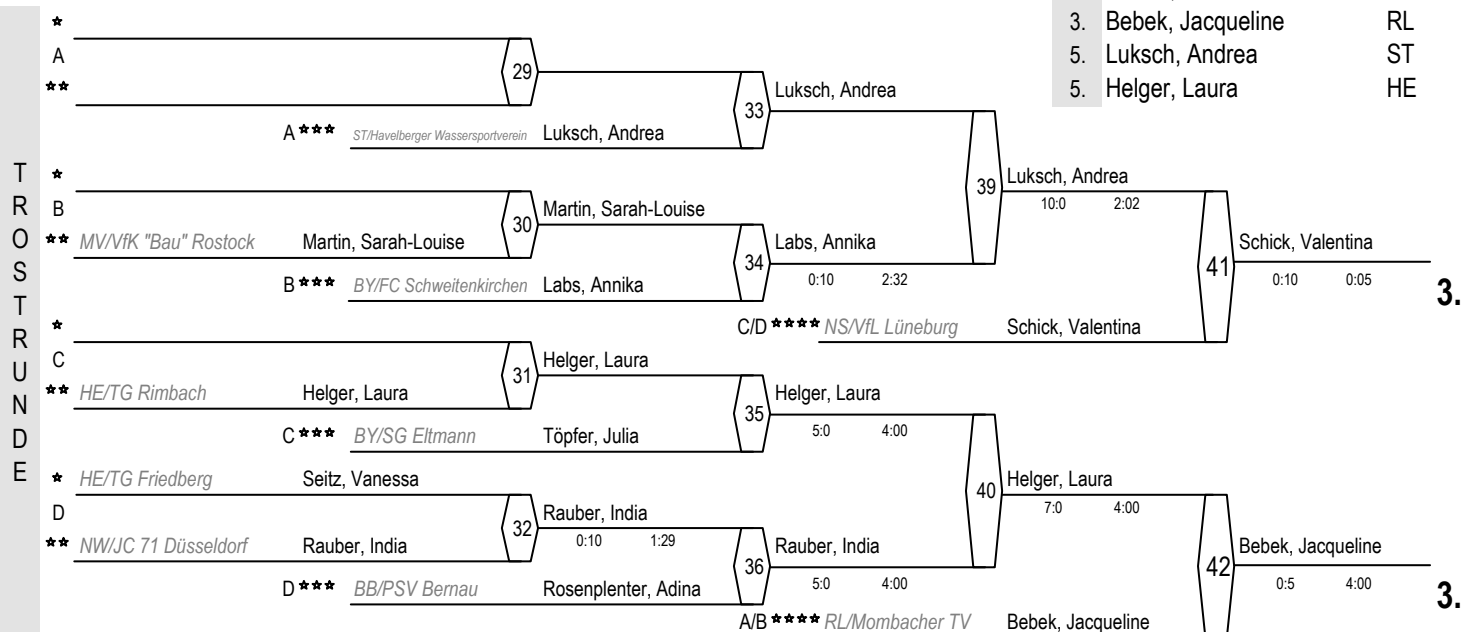 3. Bebek, Jacqueline RL
5. Luksch, Andrea ST
5. Helger, Laura HE
TROSTRUNDE
*
A
**
29
A *** ST/Havelberger Wassersportverein Luksch, Andrea
33
Luksch, Andrea
*
B
** MV/VfK "Bau" Rostock Martin, Sarah-Louise
30
Martin, Sarah-Louise
B *** BY/FC Schweitenkirchen Labs, Annika
34
Labs, Annika
0:10 2:32
39
Luksch, Andrea
10:0 2:02
C/D **** NS/VfL Lüneburg Schick, Valentina
41
Schick, Valentina
0:10 0:05
3.
*
C
** HE/TG Rimbach Helger, Laura
31
Helger, Laura
C *** BY/SG Eltmann Töpfer, Julia
35
Helger, Laura
5:0 4:00
* HE/TG Friedberg Seitz, Vanessa
D
** NW/JC 71 Düsseldorf Rauber, India
32
Rauber, India
0:10 1:29
D *** BB/PSV Bernau Rosenplenter, Adina
36
Rauber, India
5:0 4:00
40
Helger, Laura
7:0 4:00
A/B **** RL/Mombacher TV Bebek, Jacqueline
42
Bebek, Jacqueline
0:5 4:00
3.